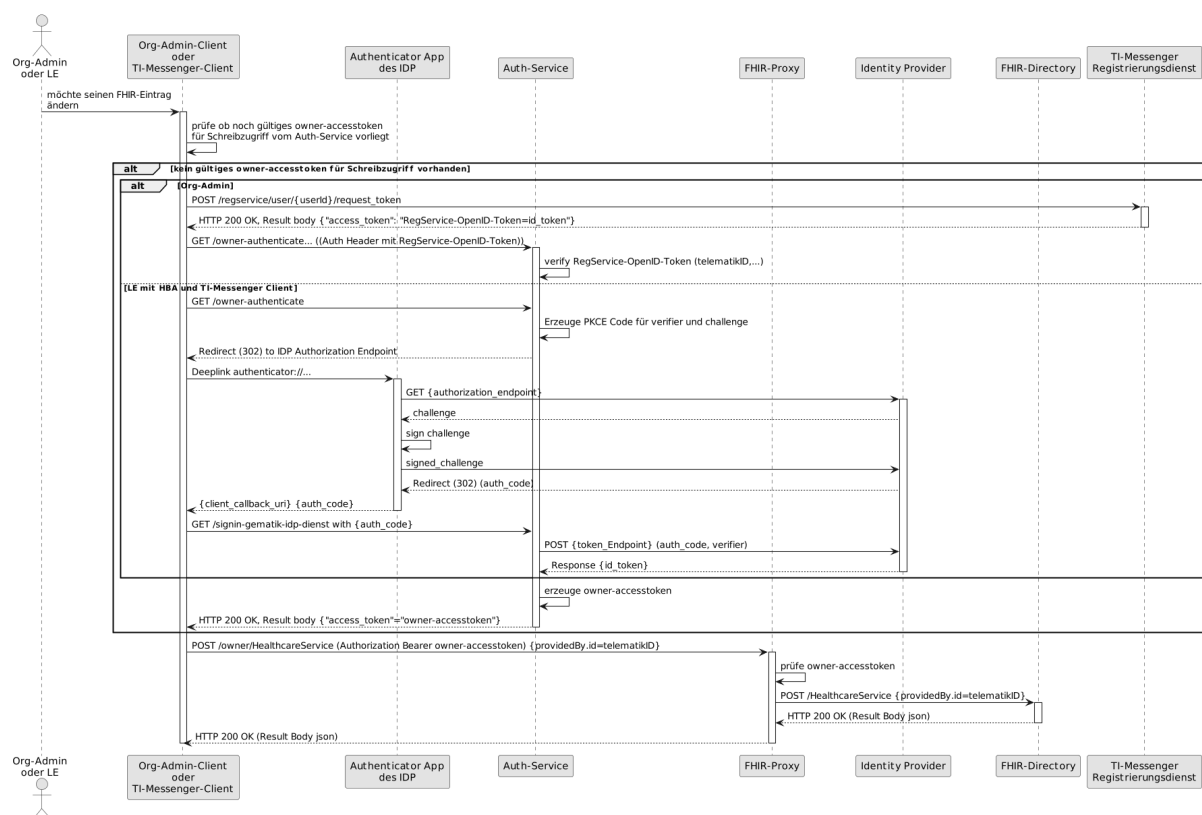 Org-Admin
oder LE
Org-Admin-Client
oder
TI-Messenger-Client
Authenticator App
des IDP
Auth-Service
FHIR-Proxy
Identity Provider
FHIR-Directory
TI-Messenger
Registrierungsdienst
möchte seinen FHIR-Eintrag
ändern
prüfe ob noch gültiges owner-accesstoken
für Schreibzugriff vom Auth-Service vorliegt
alt [kein gültiges owner-accesstoken für Schreibzugriff vorhanden]
alt [Org-Admin]
POST /regservice/user/{userId}/request_token
HTTP 200 OK, Result body {"access_token": "RegService-OpenID-Token=id_token"}
GET /owner-authenticate... ((Auth Header mit RegService-OpenID-Token))
verify RegService-OpenID-Token (telematikID,...)
[LE mit HBA und TI-Messenger Client]
GET /owner-authenticate
Erzeuge PKCE Code für verifier und challenge
Redirect (302) to IDP Authorization Endpoint
Deeplink authenticator://...
GET {authorization_endpoint}
challenge
sign challenge
signed_challenge
Redirect (302) (auth_code)
{client_callback_uri} {auth_code}
GET /signin-gematik-idp-dienst with {auth_code}
POST {token_Endpoint} (auth_code, verifier)
Response {id_token}
erzeuge owner-accesstoken
HTTP 200 OK, Result body {"access_token"="owner-accesstoken"}
POST /owner/HealthcareService (Authorization Bearer owner-accesstoken) {providedBy.id=telematikID}
prüfe owner-accesstoken
POST /HealthcareService {providedBy.id=telematikID}
HTTP 200 OK (Result Body json)
HTTP 200 OK (Result Body json)
Org-Admin
oder LE
Org-Admin-Client
oder
TI-Messenger-Client
Authenticator App
des IDP
Auth-Service
FHIR-Proxy
Identity Provider
FHIR-Directory
TI-Messenger
Registrierungsdienst